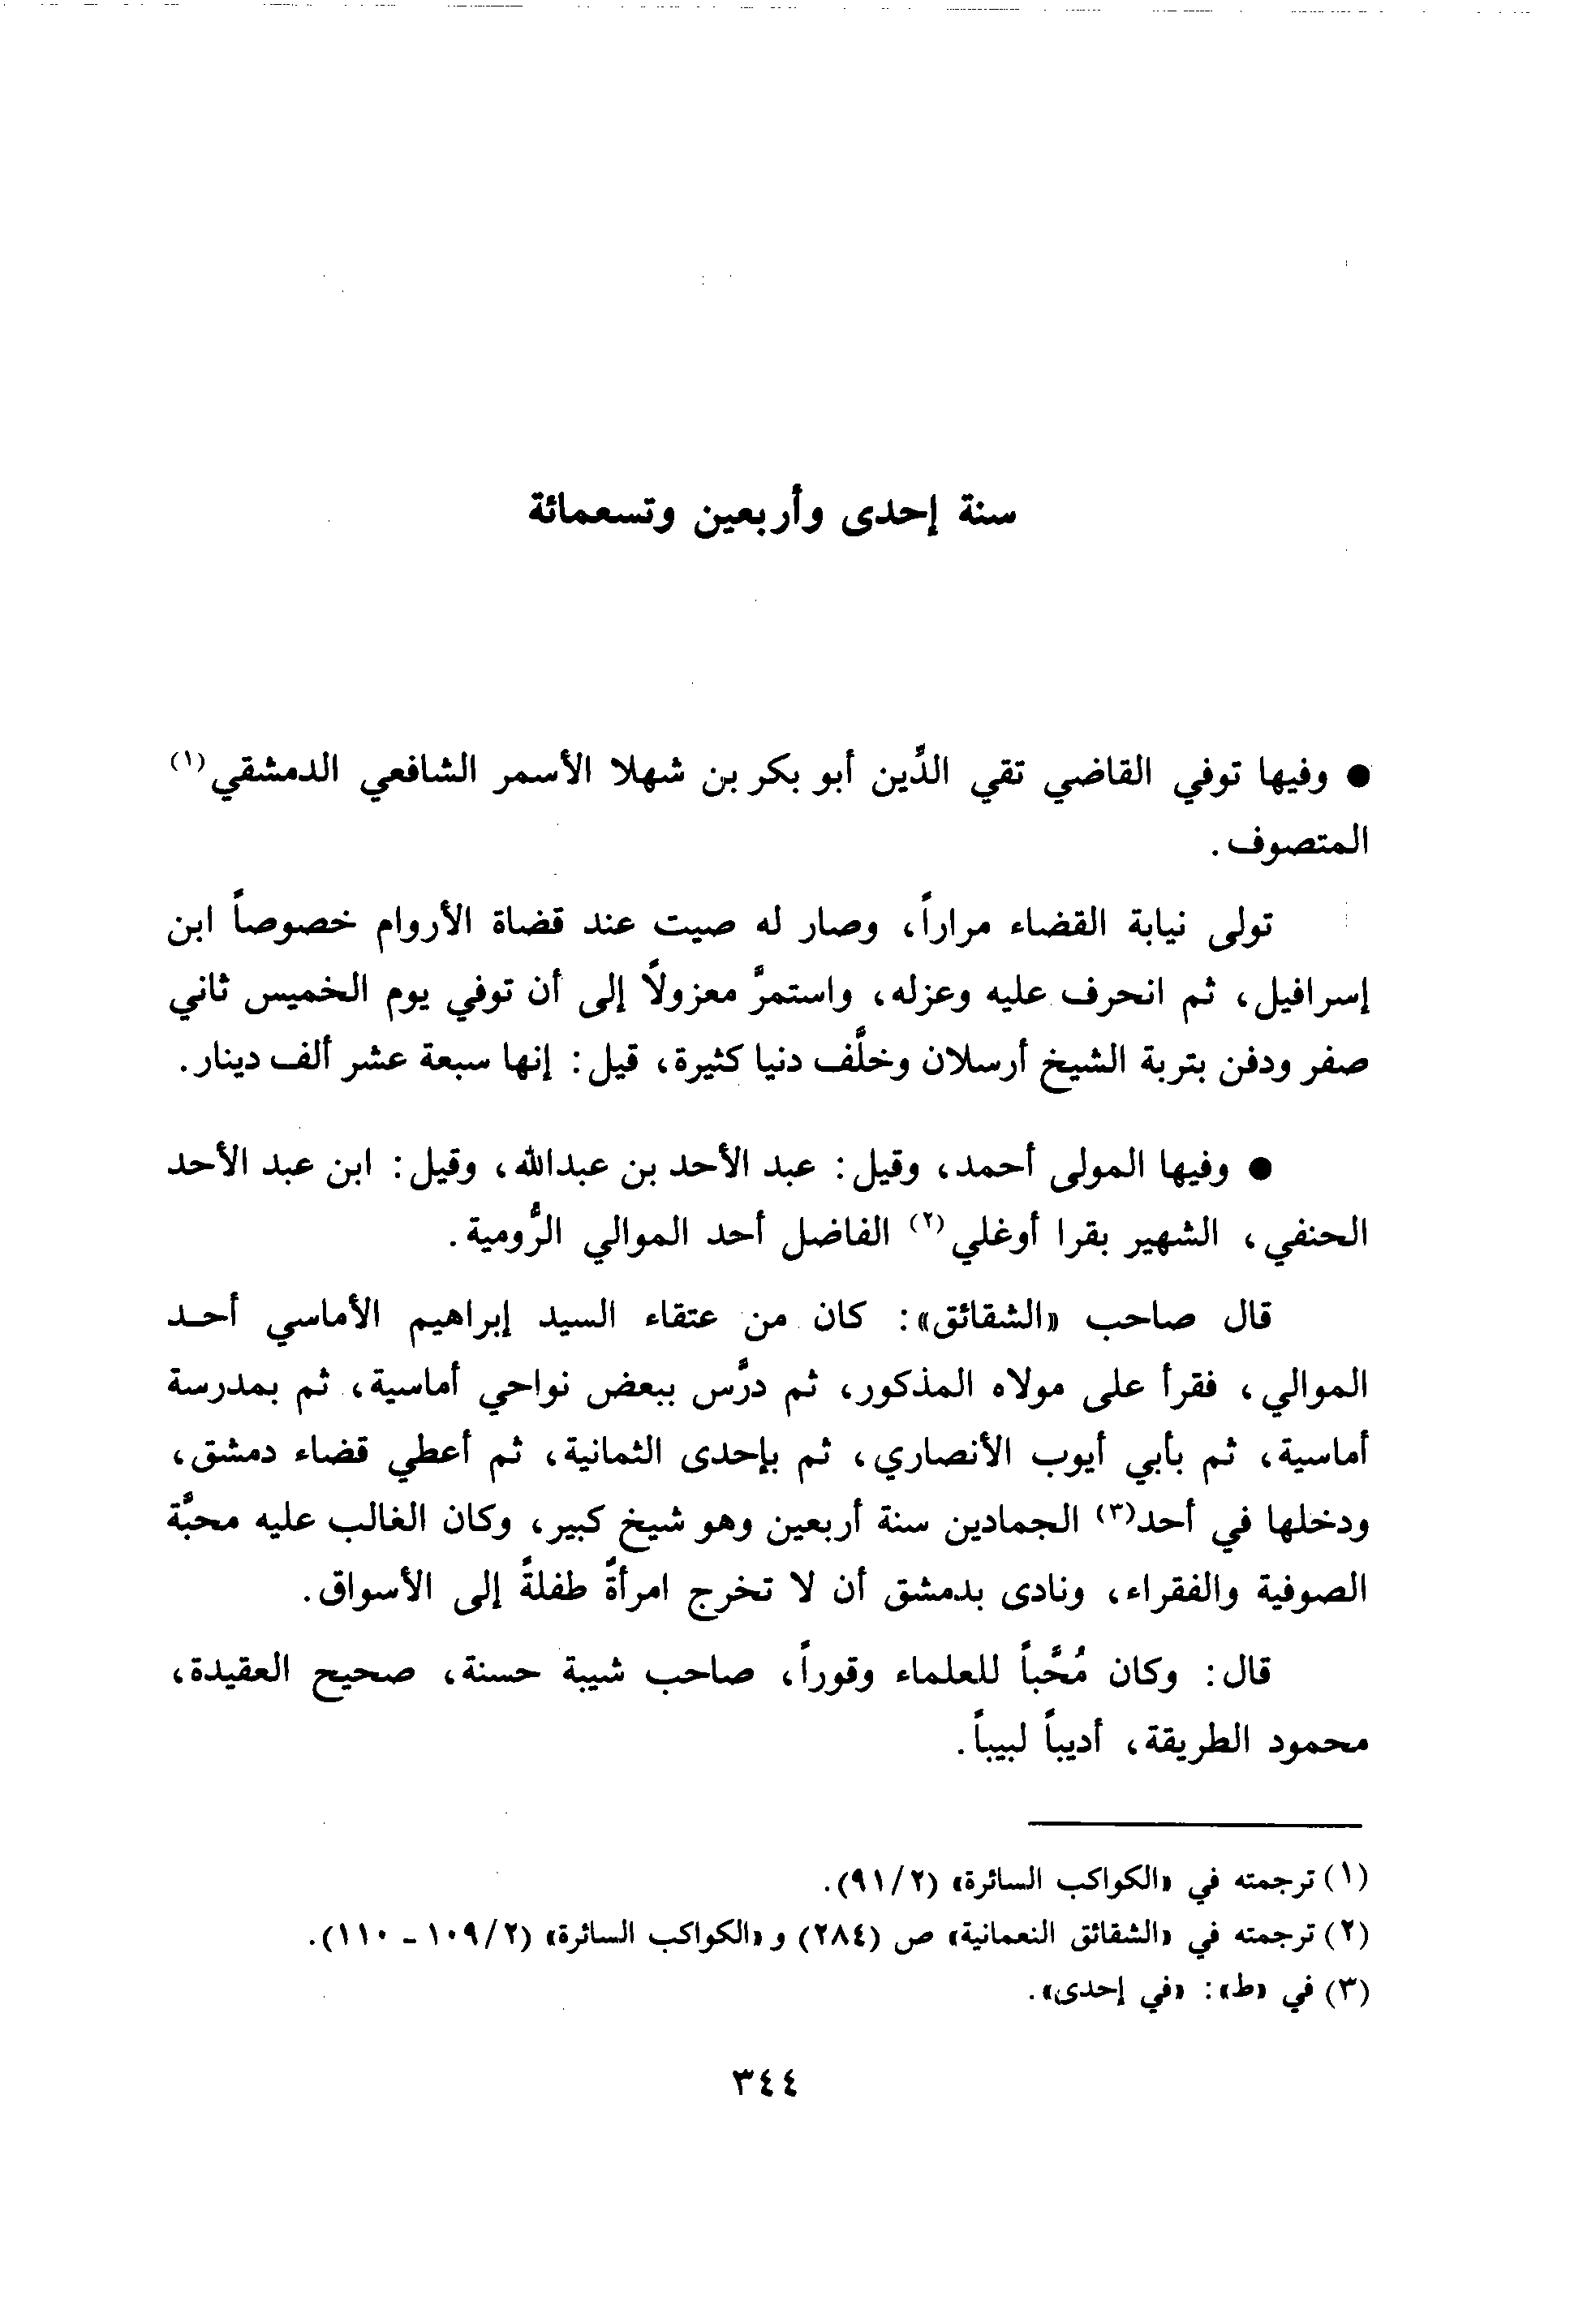 سنة إحدى وأربعين وتسعمائة
● وفيها توفي القاضي تقي الدِّين أبو بكر بن شهلا الأسمر الشافعي الدمشقي(١)
المتصوف.
تولى نيابة القضاء مراراً، وصار له صيت عند قضاة الأروام خصوصاً ابن
إسرافيل، ثم انحرف عليه وعزله، واستمرَّ معزولاً إلى أن توفي يوم الخميس ثاني
صفر ودفن بتربة الشيخ أرسلان وخلَّف دنيا كثيرة، قيل: إنها سبعة عشر ألف دينار.
● وفيها المولى أحمد، وقيل: عبد الأحد بن عبدالله، وقيل: ابن عبد الأحد
الحنفي، الشهير بقرا أوغلي(٢) الفاضل أحد الموالي الرُّومية.
قال صاحب «الشقائق»: كان من عتقاء السيد إبراهيم الأماسي أحد
الموالي، فقرأ على مولاه المذكور، ثم درَّس ببعض نواحي أماسية، ثم بمدرسة
أماسية، ثم بأبي أيوب الأنصاري، ثم بإحدى الثمانية، ثم أعطي قضاء دمشق،
ودخلها في أحد(٣) الجمادين سنة أربعين وهو شيخ كبير، وكان الغالب عليه محبَّة
الصوفية والفقراء، ونادى بدمشق أن لا تخرج امرأةً طفلةً إلى الأسواق.
قال: وكان مُحَّباً للعلماء وقوراً، صاحب شيبة حسنة، صحيح العقيدة،
محمود الطريقة، أديباً لبيباً.
(١) ترجمته في «الكواكب السائرة» (٢/٩١).
(٢) ترجمته في «الشقائق النعمانية» ص (٢٨٤) و«الكواكب السائرة» (٢/١٠٩ - ١١٠).
(٣) في «ط»: «في إحدى».
٣٤٤